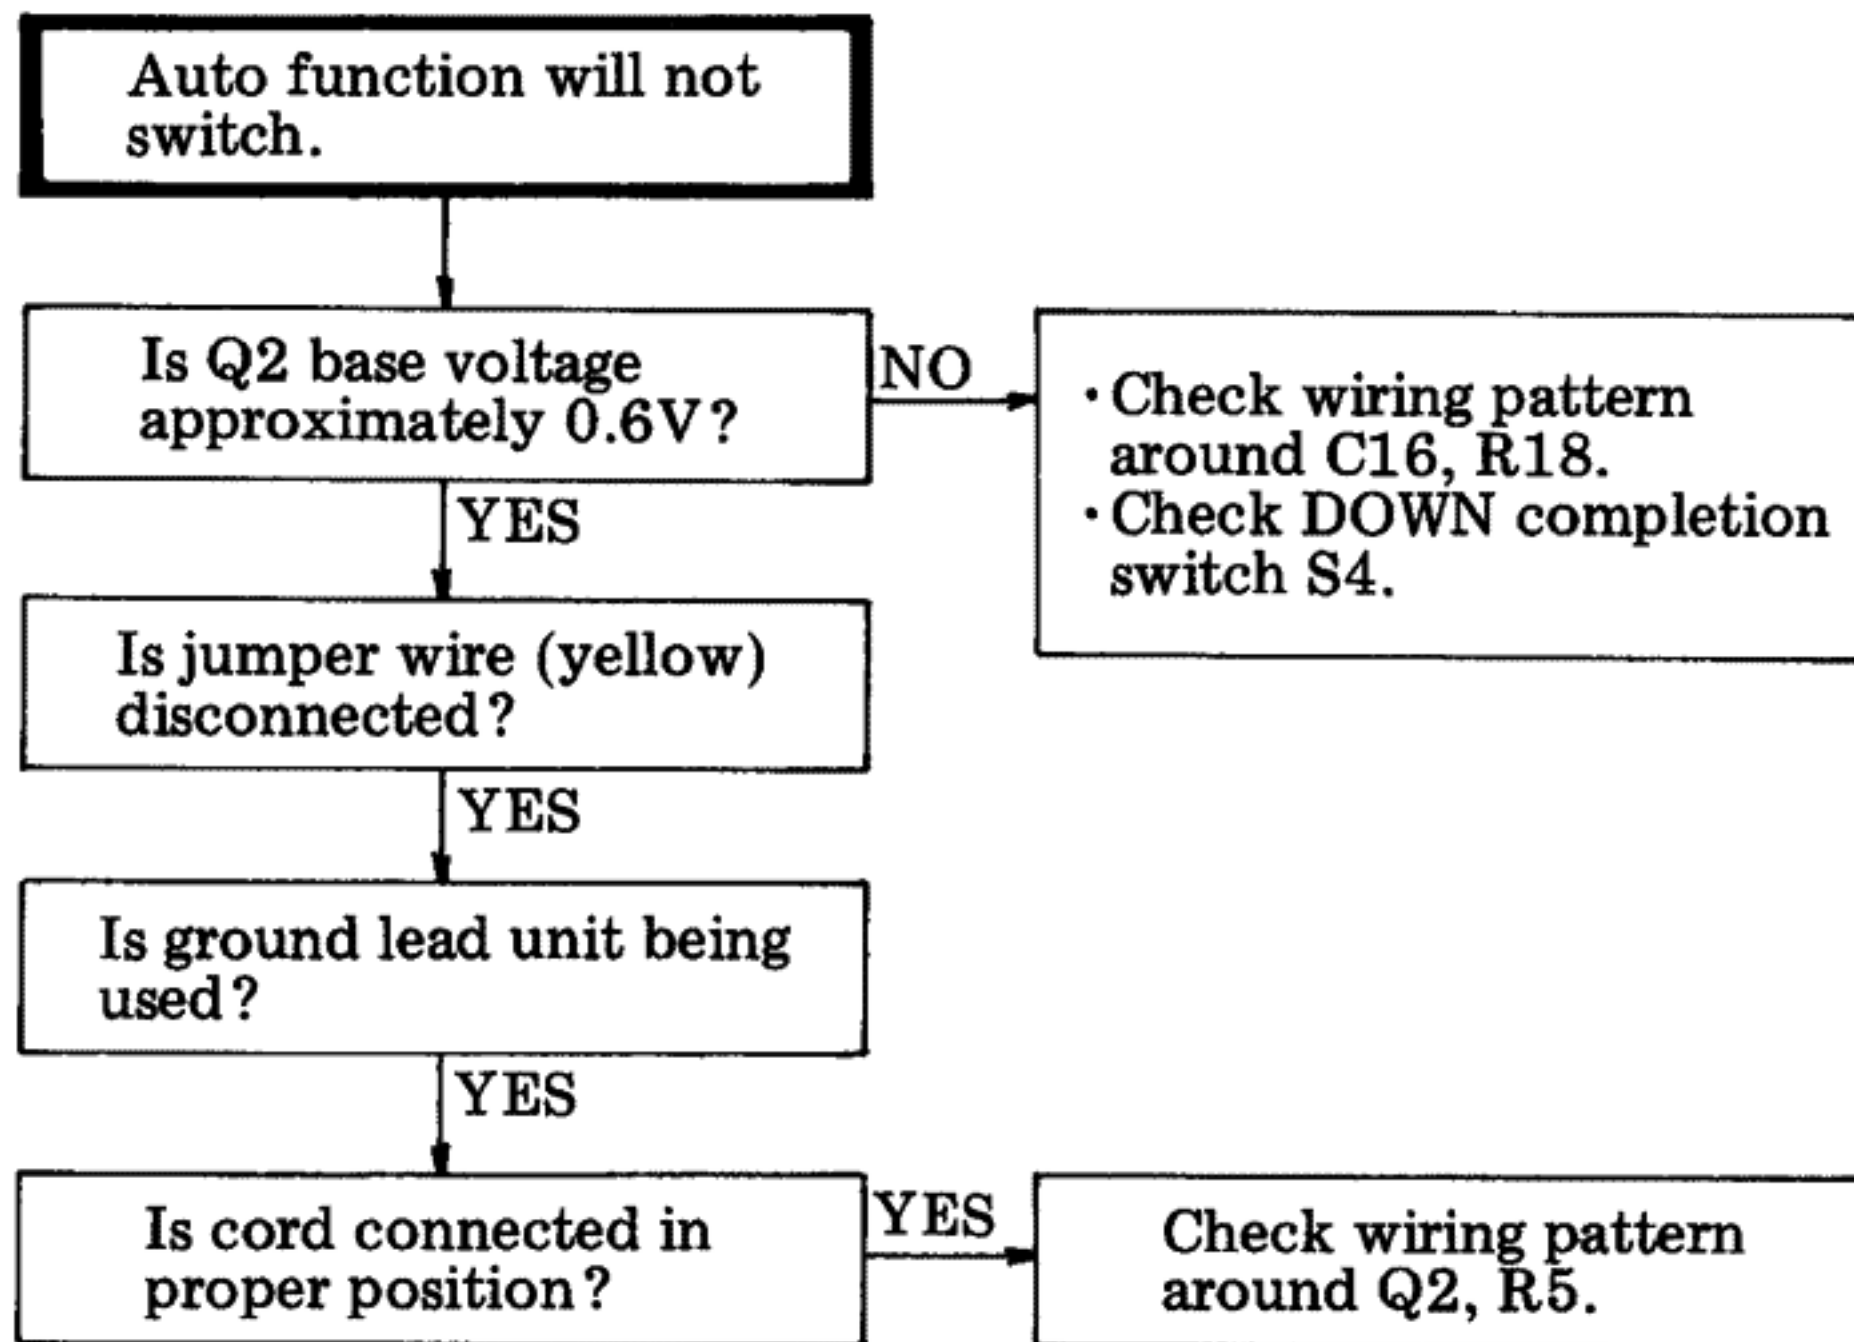 Auto function will not
switch.
Is Q2 base voltage
approximately 0.6V?
NO
·Check wiring pattern
around C16, R18.
·Check DOWN completion
switch S4.
YES
Is jumper wire (yellow)
disconnected?
YES
Is ground lead unit being
used?
YES
Is cord connected in
proper position?
YES
Check wiring pattern
around Q2, R5.